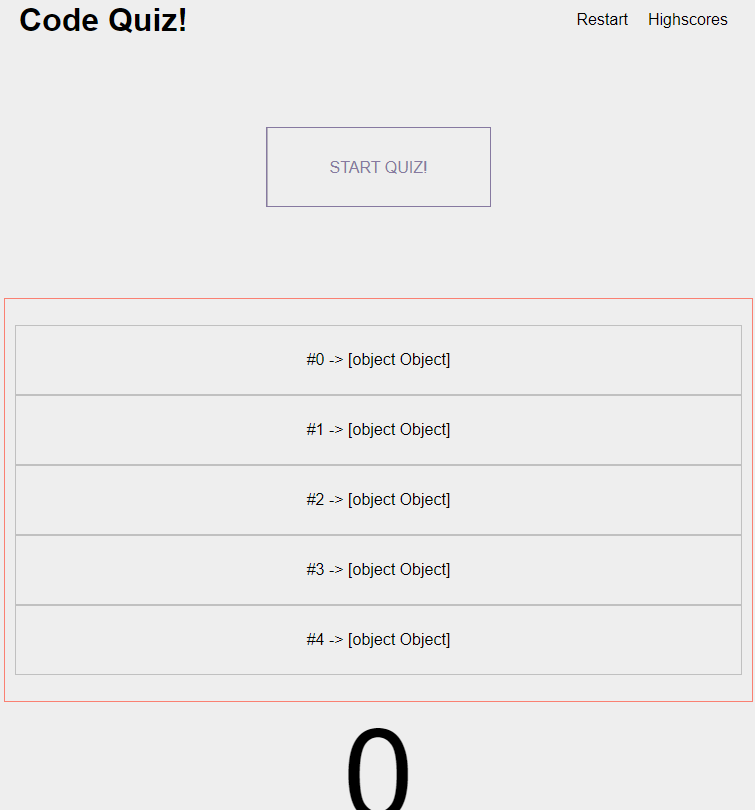 Code Quiz!
Restart Highscores
START QUIZ!
#0 -> [object Object]
#1 -> [object Object]
#2 -> [object Object]
#3 -> [object Object]
#4 -> [object Object]
0